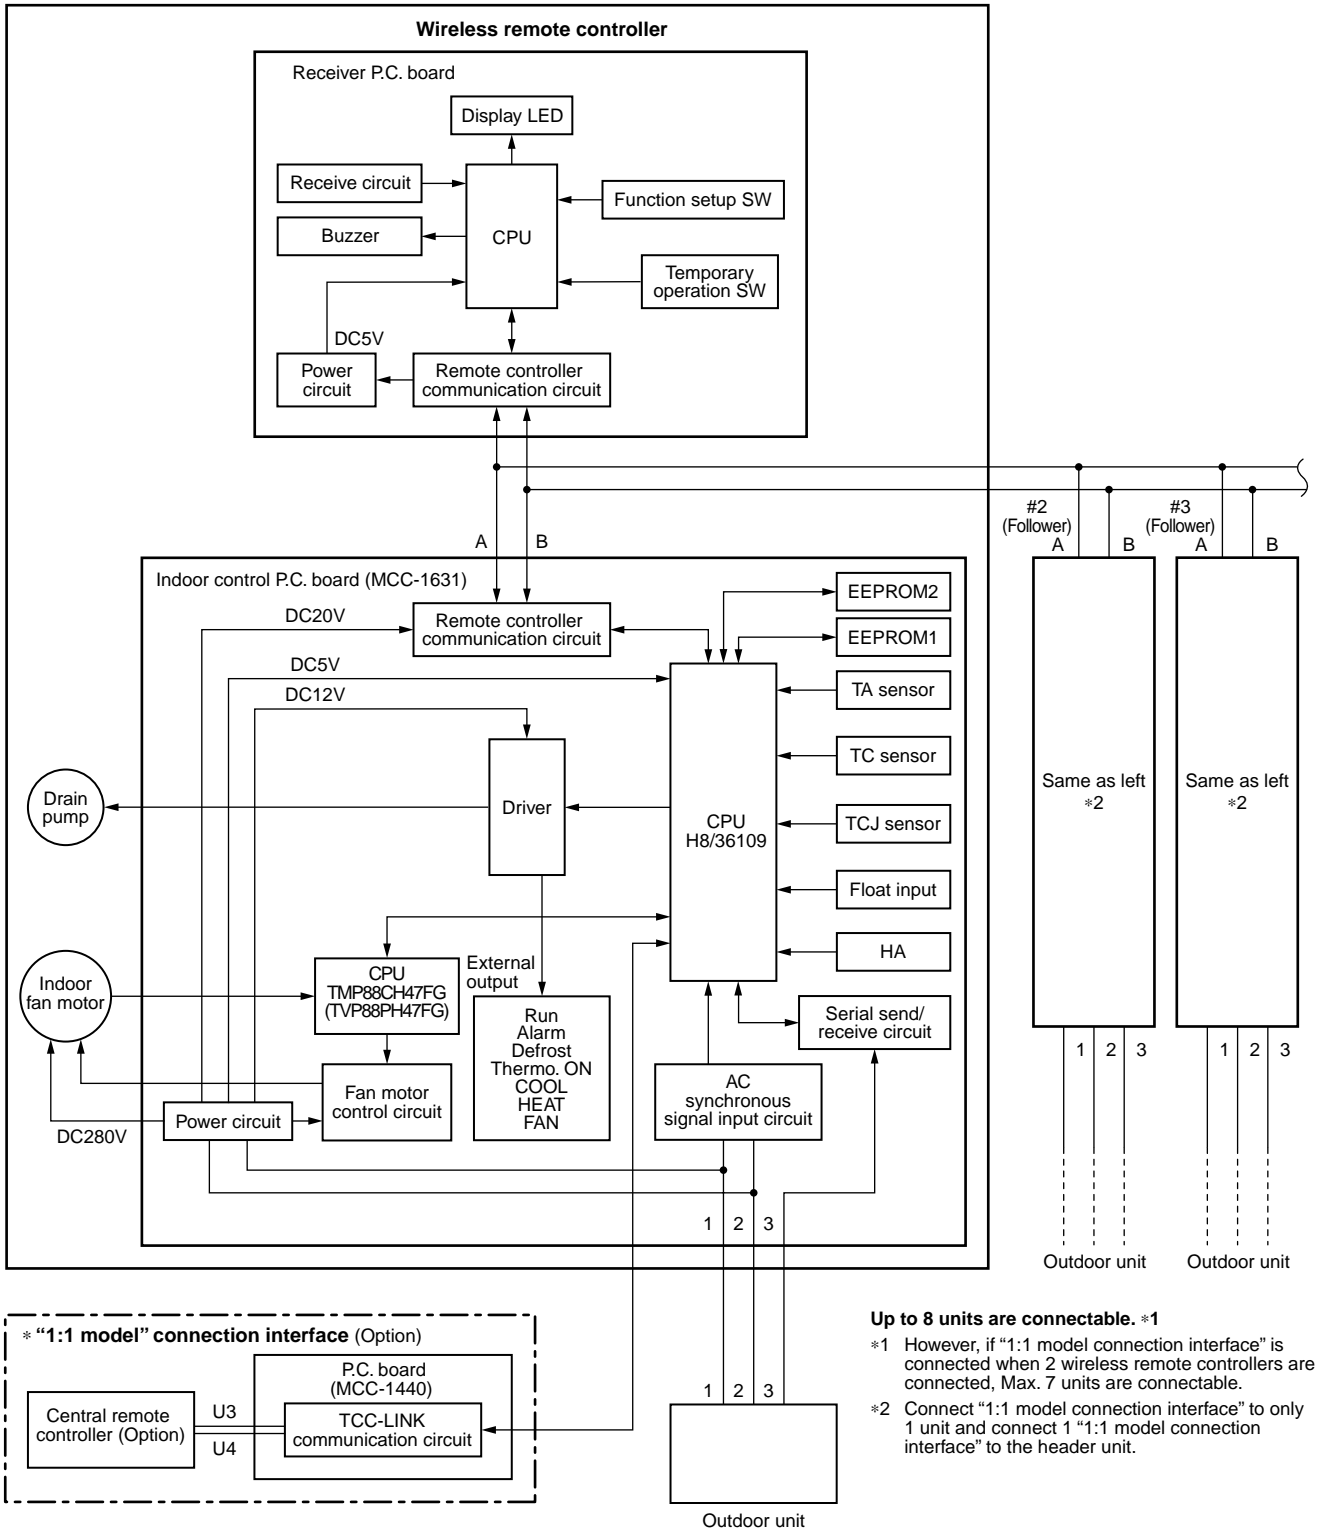 Wireless remote controller
Receiver P.C. board
Display LED
Receive circuit
Function setup SW
Buzzer
CPU
Temporary
operation SW
DC5V
Power
circuit
Remote controller
communication circuit
#2
(Follower)
A
B
#3
(Follower)
A
B
A
B
Indoor control P.C. board (MCC-1631)
EEPROM2
DC20V
Remote controller
communication circuit
EEPROM1
DC5V
DC12V
TA sensor
TC sensor
Drain
pump
Driver
CPU
H8/36109
TCJ sensor
Same as left
*2
Same as left
*2
Float input
HA
Indoor
fan motor
CPU
TMP88CH47FG
(TVP88PH47FG)
External
output
Run
Alarm
Defrost
Thermo. ON
COOL
HEAT
FAN
Serial send/
receive circuit
1
2
3
1
2
3
AC
synchronous
signal input circuit
Fan motor
control circuit
Power circuit
DC280V
1
2
3
Outdoor unit
Outdoor unit
* “1:1 model” connection interface (Option)
P.C. board
(MCC-1440)
Central remote
controller (Option)
U3
U4
TCC-LINK
communication circuit
1
2
3
Outdoor unit
Up to 8 units are connectable. *1
*1 However, if “1:1 model connection interface” is
connected when 2 wireless remote controllers are
connected, Max. 7 units are connectable.
*2 Connect “1:1 model connection interface” to only
1 unit and connect 1 “1:1 model connection
interface” to the header unit.